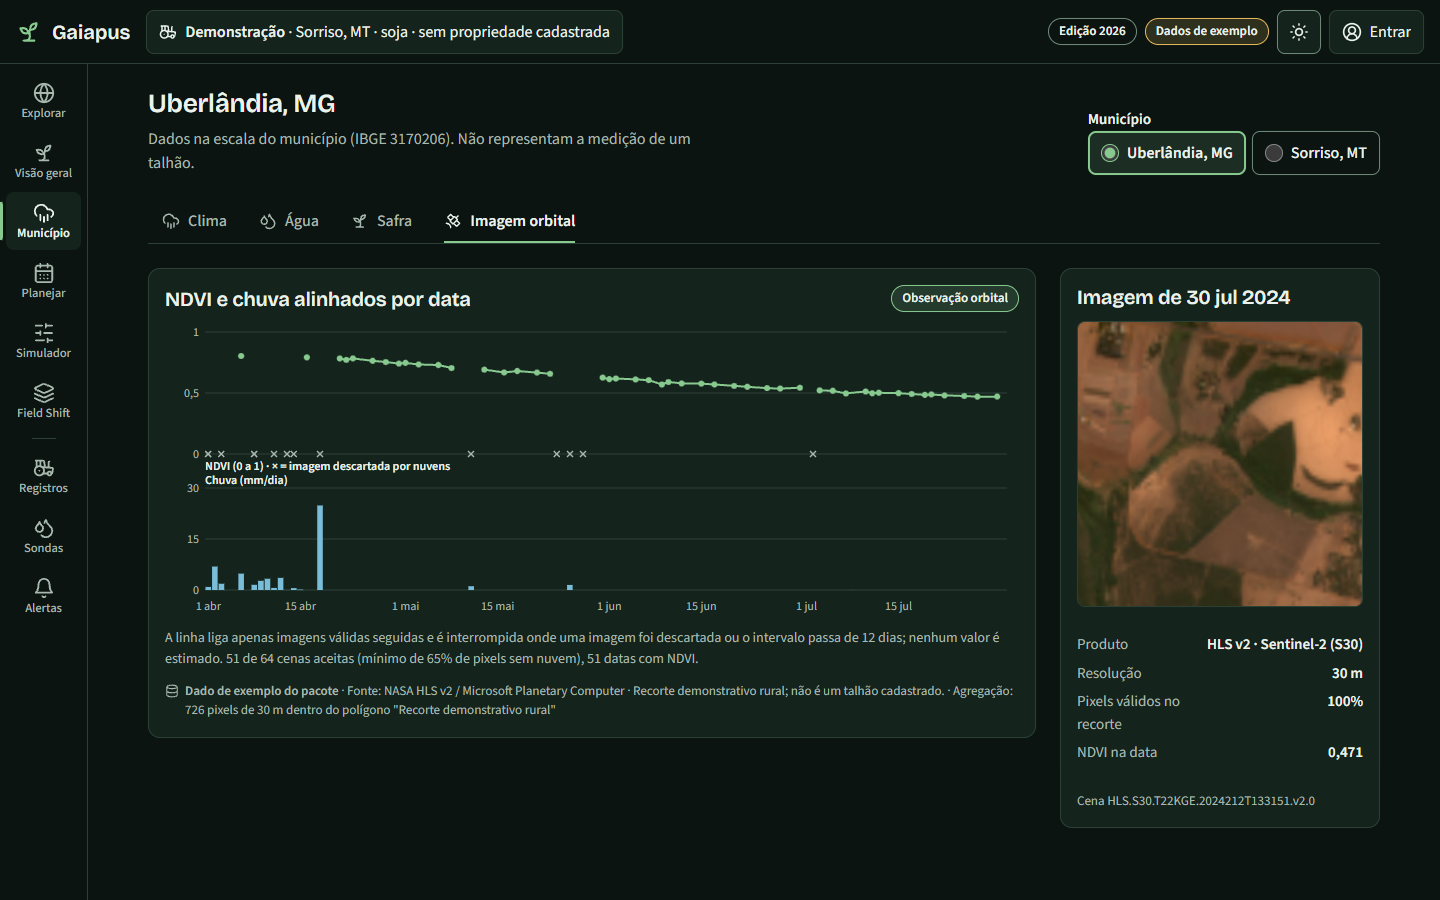 Gaiapus
Demonstração · Sorriso, MT · soja · sem propriedade cadastrada
Edição 2026
Dados de exemplo
Entrar
Explorar
Visão geral
Município
Planejar
Simulador
Field Shift
Registros
Sondas
Alertas
Uberlândia, MG
Dados na escala do município (IBGE 3170206). Não representam a medição de um
talhão.
Município
Uberlândia, MG
Sorriso, MT
Clima
Água
Safra
Imagem orbital
NDVI e chuva alinhados por data
Observação orbital
1
0,5
0
NDVI (0 a 1) · × = imagem descartada por nuvens
Chuva (mm/dia)
30
15
0
1 abr
15 abr
1 mai
15 mai
1 jun
15 jun
1 jul
15 jul
A linha liga apenas imagens válidas seguidas e é interrompida onde uma imagem foi descartada ou o intervalo passa de 12 dias; nenhum valor é
estimado. 51 de 64 cenas aceitas (mínimo de 65% de pixels sem nuvem), 51 datas com NDVI.
Dado de exemplo do pacote · Fonte: NASA HLS v2 / Microsoft Planetary Computer · Recorte demonstrativo rural; não é um talhão cadastrado. · Agregação:
726 pixels de 30 m dentro do polígono "Recorte demonstrativo rural"
Imagem de 30 jul 2024
Produto
HLS v2 · Sentinel-2 (S30)
Resolução
30 m
Pixels válidos no
recorte
100%
NDVI na data
0,471
Cena HLS.S30.T22KGE.2024212T133151.v2.0